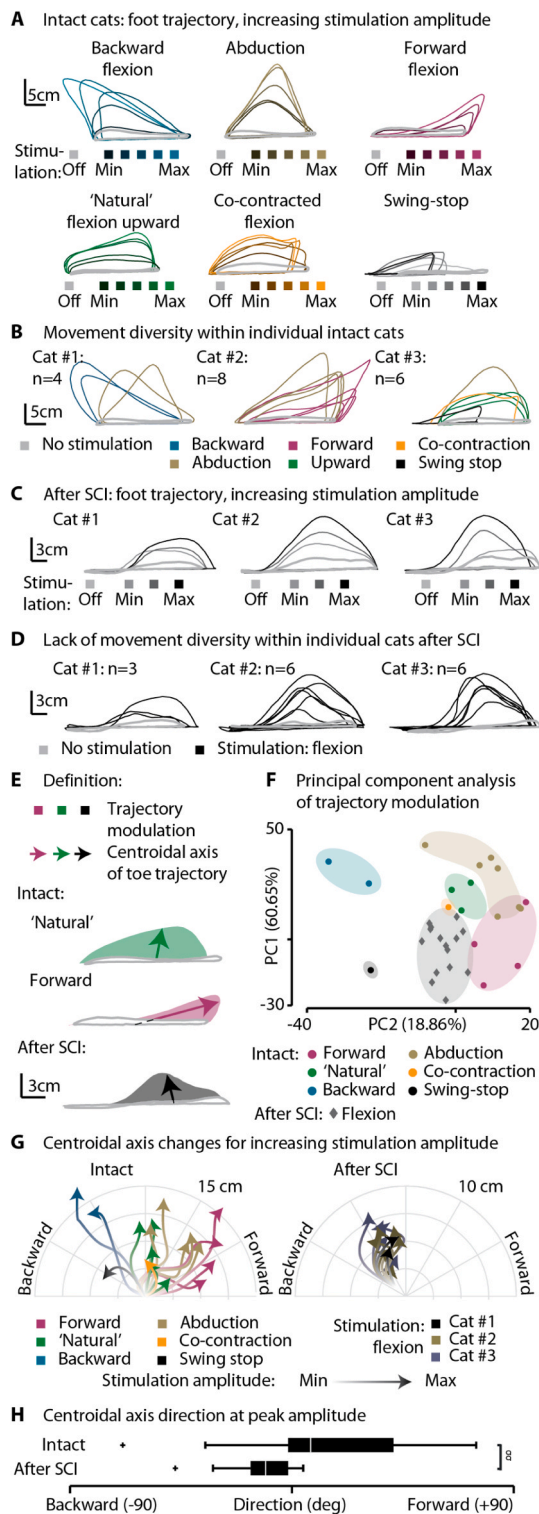 A Intact cats: foot trajectory, increasing stimulation amplitude
Backward flexion
Abduction
Forward flexion
5cm
Stimu-lation:
Off Min Max
Min Max
Off Min Max
'Natural' flexion upward
Co-contracted flexion
Swing-stop
Off Min Max
Off Min Max
Off Min Max
B Movement diversity within individual intact cats
Cat #1: n=4
Cat #2: n=8
Cat #3: n=6
5cm
No stimulation Backward Forward Co-contraction
Abduction Upward Swing stop
C After SCI: foot trajectory, increasing stimulation amplitude
Cat #1 Cat #2 Cat #3
3cm
Stimu-lation:
Off Min Max
Off Min Max
Off Min Max
D Lack of movement diversity within individual cats after SCI
Cat #1: n=3 Cat #2: n=6 Cat #3: n=6
3cm
No stimulation Stimulation: flexion
E Definition:
Trajectory modulation
Centroidal axis of toe trajectory
Intact:
'Natural'
Forward
After SCI:
3cm
F Principal component analysis of trajectory modulation
50
PC1 (60.65%)
-30
-40 PC2 (18.86%) 20
Intact: Forward Abduction
'Natural' Co-contraction
Backward Swing-stop
After SCI: Flexion
G Centroidal axis changes for increasing stimulation amplitude
Intact After SCI
15 cm 10 cm
Backward Forward
Backward Forward
Forward Abduction
'Natural' Co-contraction
Backward Swing stop
Stimulation: flexion
Cat #1
Cat #2
Cat #3
Stimulation amplitude: Min Max
H Centroidal axis direction at peak amplitude
Intact
After SCI
Backward (-90) Direction (deg) Forward (+90)